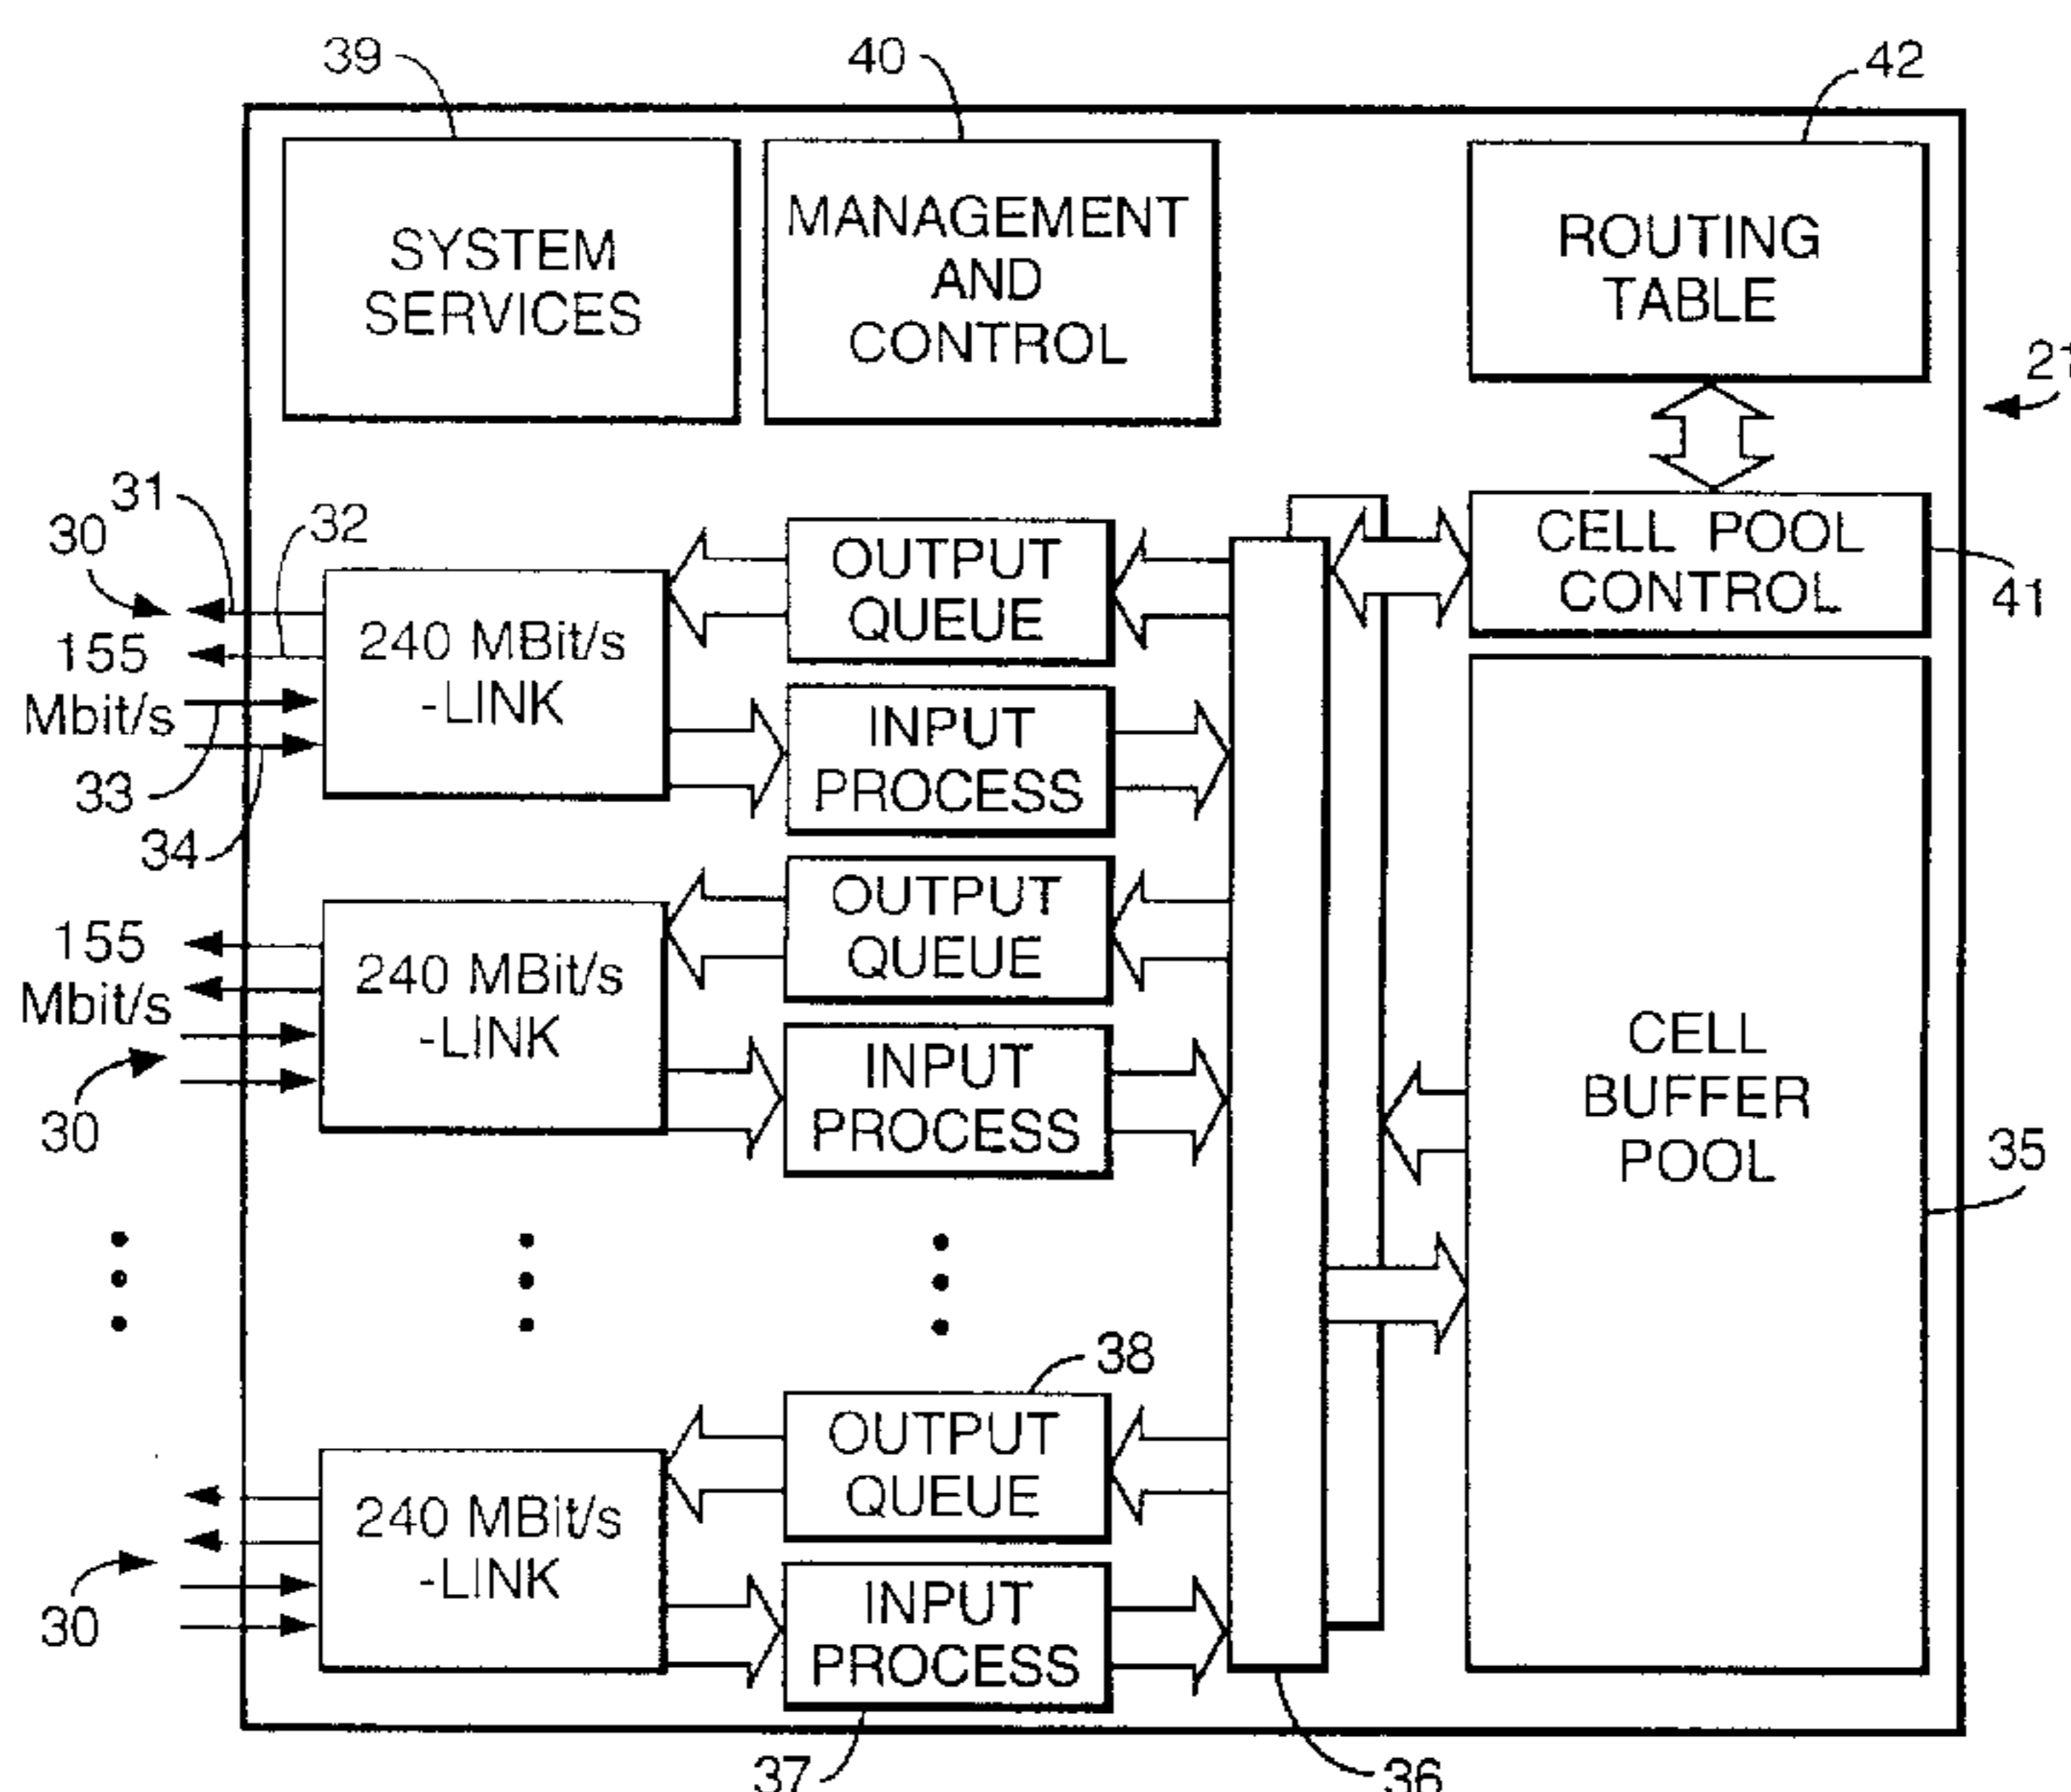 39
40
42
SYSTEM
SERVICES
MANAGEMENT
AND
CONTROL
ROUTING
TABLE
21
31
30
32
155
Mbit/s
33
34
240 MBit/s
-LINK
OUTPUT
QUEUE
INPUT
PROCESS
CELL POOL
CONTROL
41
155
Mbit/s
30
240 MBit/s
-LINK
OUTPUT
QUEUE
INPUT
PROCESS
CELL
BUFFER
POOL
35
38
30
240 MBit/s
-LINK
OUTPUT
QUEUE
INPUT
PROCESS
37
36